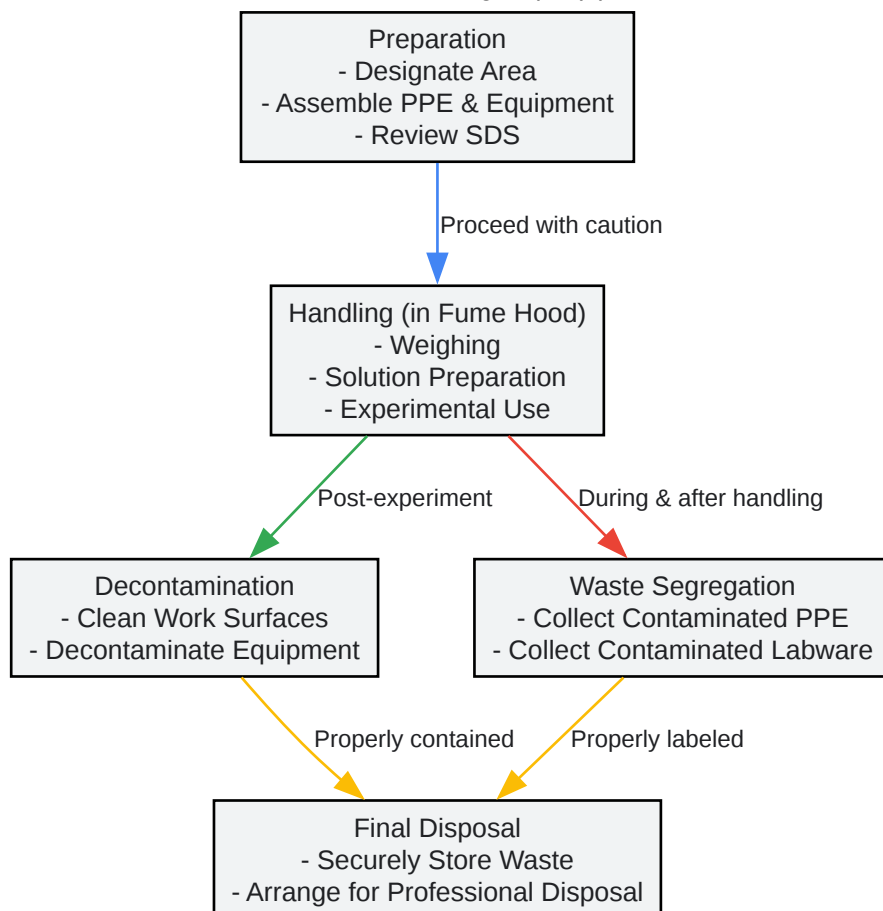 Preparation
- Designate Area
- Assemble PPE & Equipment
- Review SDS
Proceed with caution
Handling (in Fume Hood)
- Weighing
- Solution Preparation
- Experimental Use
Post-experiment
During & after handling
Decontamination
- Clean Work Surfaces
- Decontaminate Equipment
Waste Segregation
- Collect Contaminated PPE
- Collect Contaminated Labware
Properly contained
Properly labeled
Final Disposal
- Securely Store Waste
- Arrange for Professional Disposal